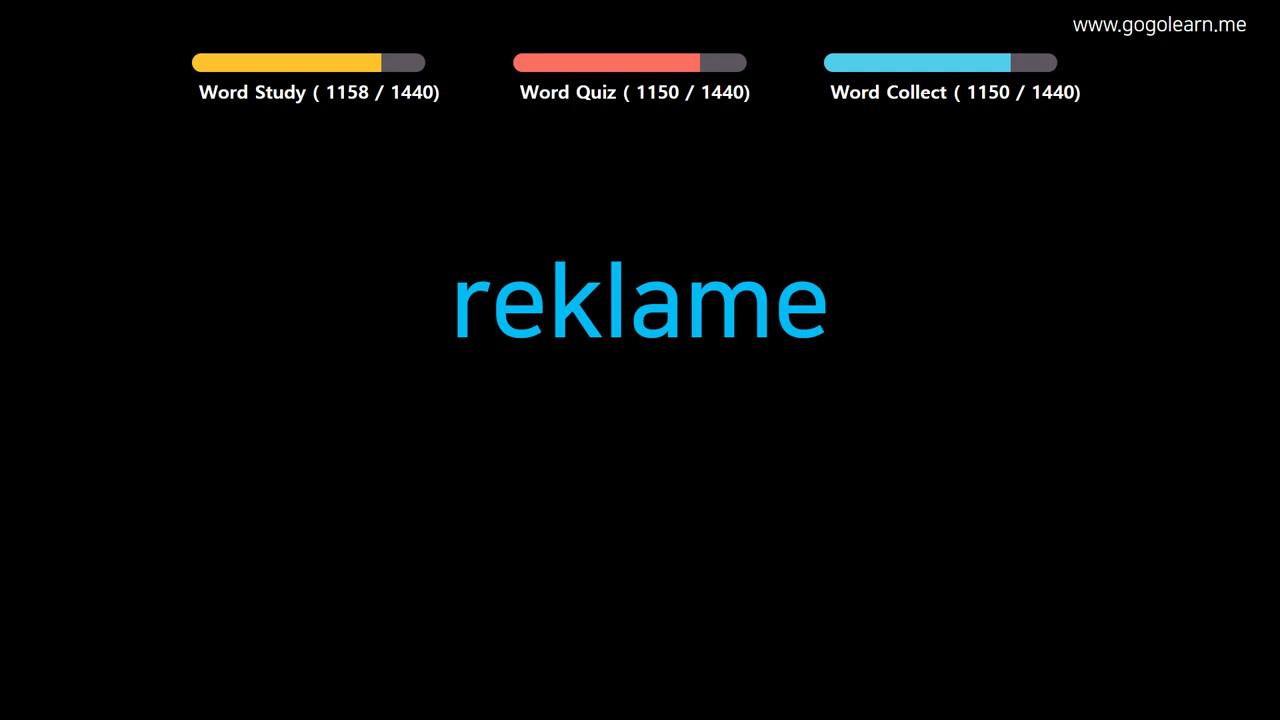 www.gogolearn.me
Word Study ( 1158 / 1440)
Word Quiz ( 1150 / 1440)
Word Collect ( 1150 / 1440)
reklame